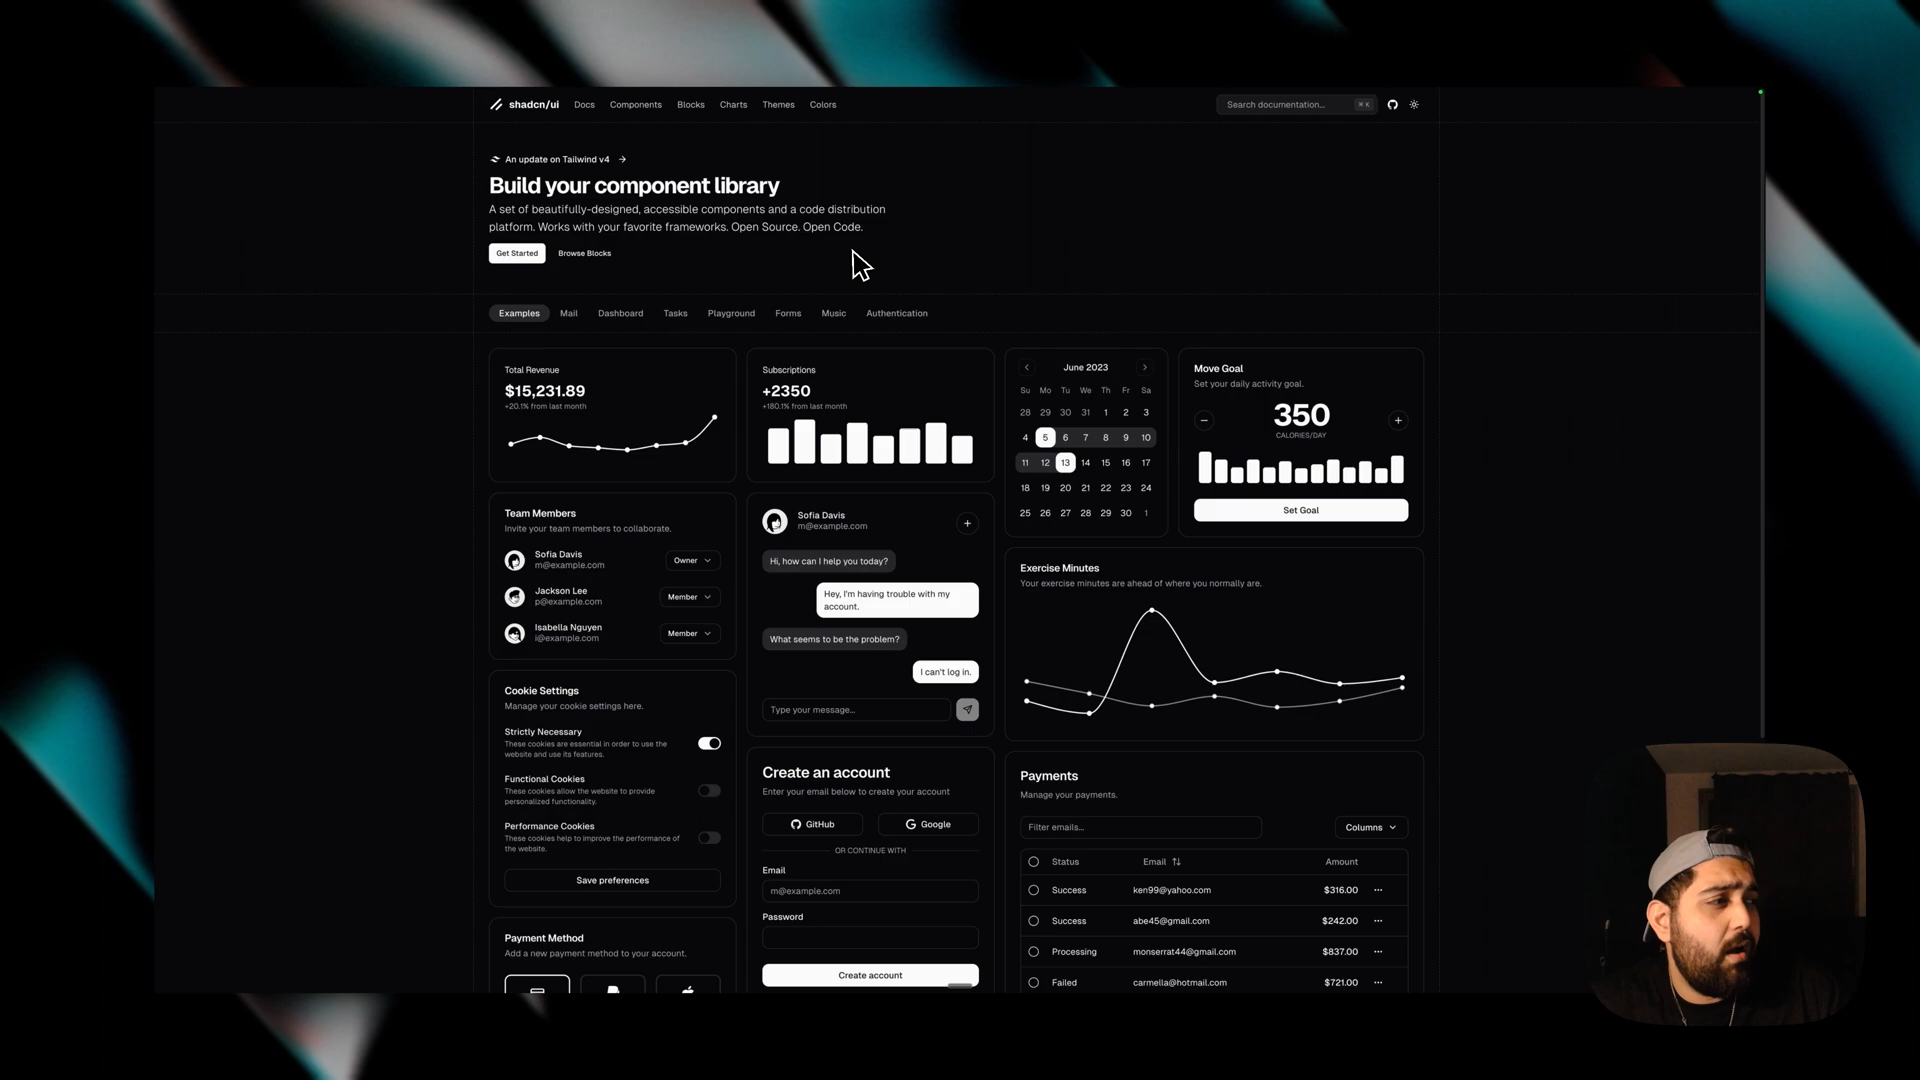 shadcn/ui Docs Components Blocks Charts Themes Colors Search documentation... ⌘ K
An update on Tailwind v4 →
Build your component library
A set of beautifully-designed, accessible components and a code distribution
platform. Works with your favorite frameworks. Open Source. Open Code.
Get Started Browse Blocks
Examples Mail Dashboard Tasks Playground Forms Music Authentication
Total Revenue
$15,231.89
+20.1% from last month
Subscriptions
+2350
+180.1% from last month
June 2023
Su Mo Tu We Th Fr Sa
28 29 30 31 1 2 3
4 5 6 7 8 9 10
11 12 13 14 15 16 17
18 19 20 21 22 23 24
25 26 27 28 29 30 1
Move Goal
Set your daily activity goal.
350
CALORIES/DAY
Set Goal
Team Members
Invite your team members to collaborate.
Sofia Davis
m@example.com
Owner
Jackson Lee
p@example.com
Member
Isabella Nguyen
i@example.com
Member
Sofia Davis
m@example.com
Hi, how can I help you today?
Hey, I'm having trouble with my
account.
What seems to be the problem?
I can't log in.
Type your message...
Exercise Minutes
Your exercise minutes are ahead of where you normally are.
Cookie Settings
Manage your cookie settings here.
Strictly Necessary
These cookies are essential in order to use the
website and use its features.
Functional Cookies
These cookies allow the website to provide
personalized functionality.
Performance Cookies
These cookies help to improve the performance of
the website.
Save preferences
Create an account
Enter your email below to create your account
GitHub Google
OR CONTINUE WITH
Email
m@example.com
Password
Create account
Payments
Manage your payments.
Filter emails... Columns
Status Email Amount
Success ken99@yahoo.com $316.00 ...
Success abe45@gmail.com $242.00 ...
Processing monserrat44@gmail.com $837.00 ...
Failed carmella@hotmail.com $721.00 ...
Payment Method
Add a new payment method to your account.